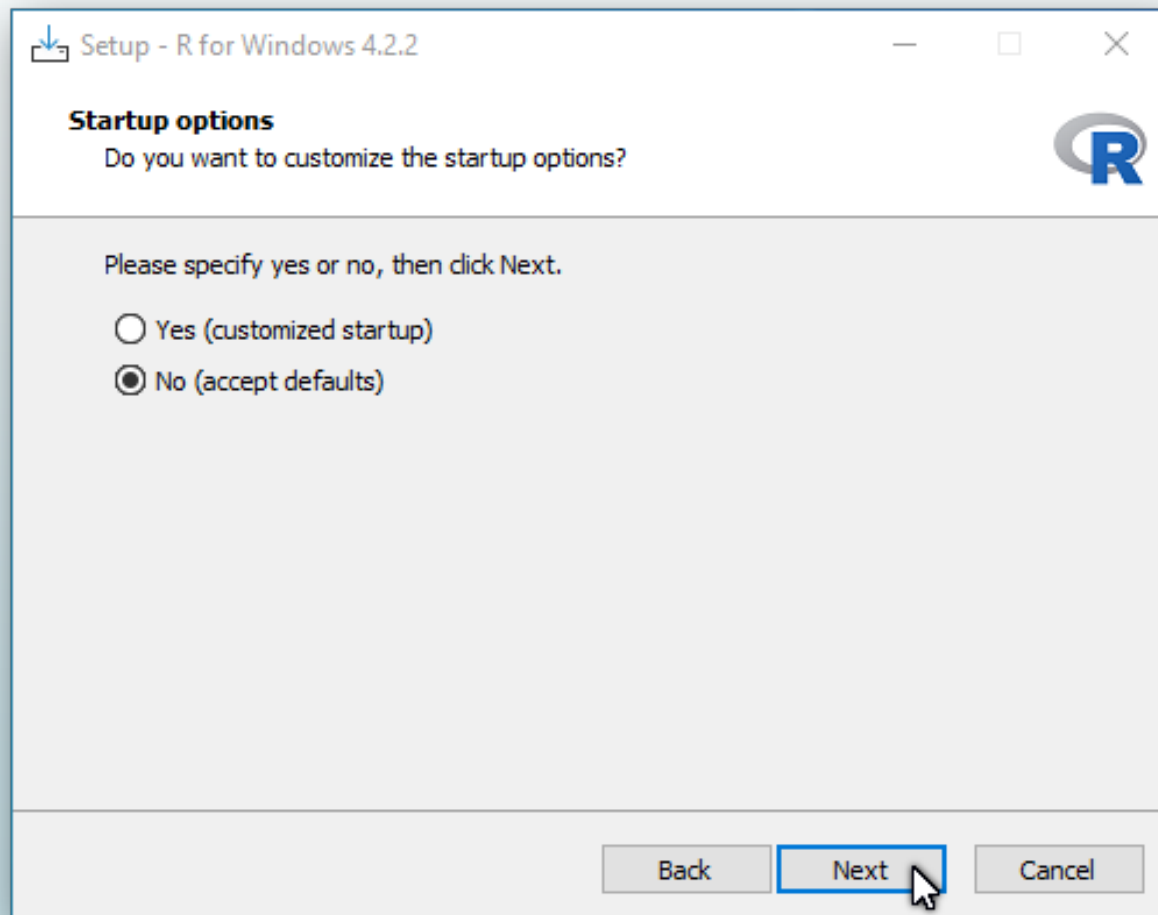 Setup - R for Windows 4.2.2
Startup options
Do you want to customize the startup options?
R
Please specify yes or no, then click Next.
Yes (customized startup)
No (accept defaults)
Back Next Cancel